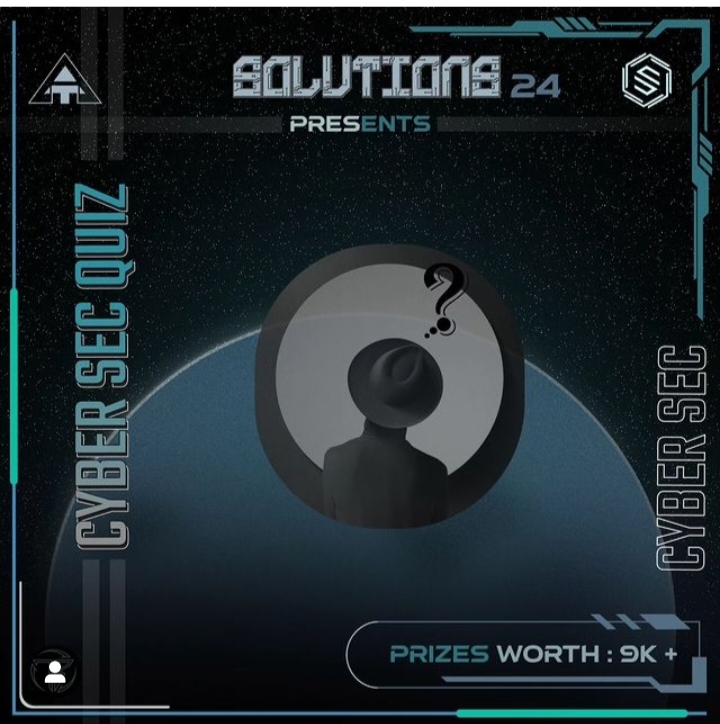 SOLUTIONS 24
PRESENTS
CYBER SEC QUIZ
?
CYBER SEC
PRIZES WORTH : 9K +